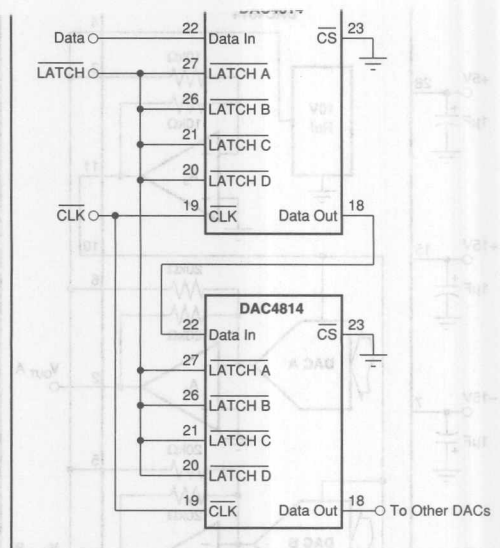 DAC4814
22
Data
Data In
CS
23
27
LATCH
LATCH A
26
LATCH B
21
LATCH C
20
LATCH D
19
CLK
CLK
Data Out
18
DAC4814
22
Data In
CS
23
27
LATCH A
26
LATCH B
21
LATCH C
20
LATCH D
19
CLK
Data Out
18
To Other DACs